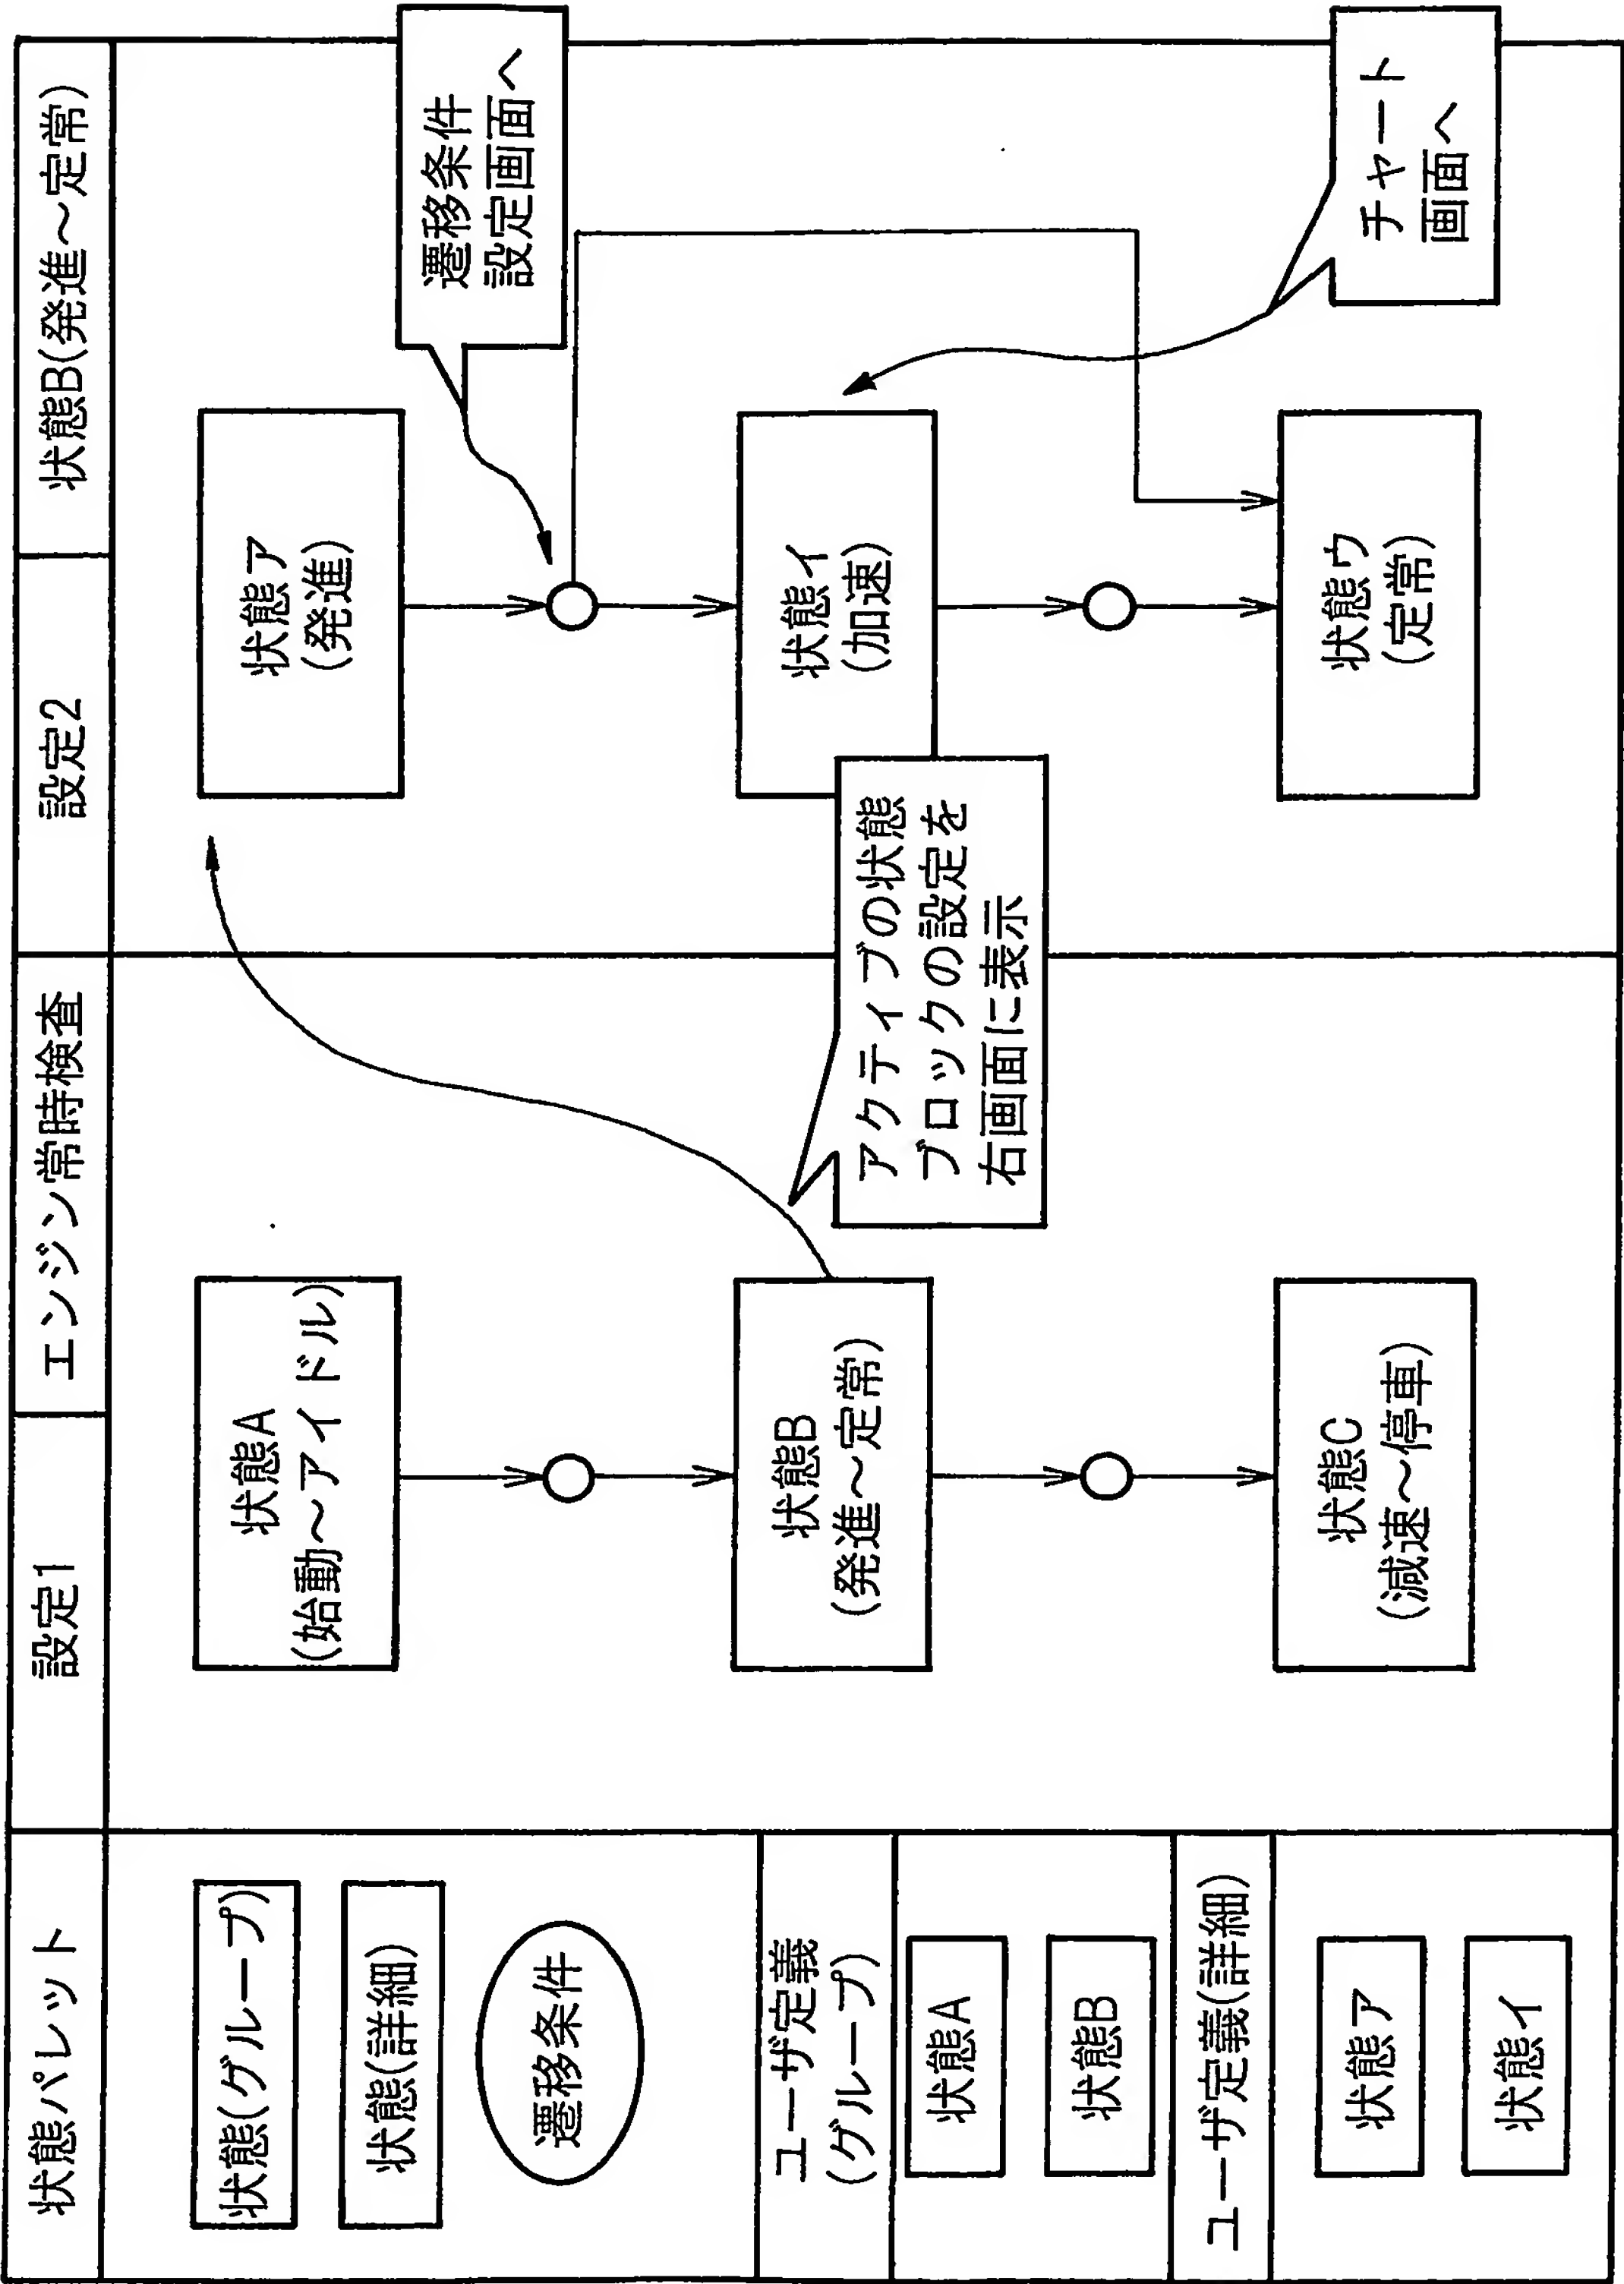 状態パレット
設定1
エンジン常時検査
設定2
状態B(発進～定常)
状態(グループ)
状態(詳細)
遷移条件
ユーザ定義
(グループ)
状態A
状態B
ユーザ定義(詳細)
状態ア
状態イ
状態A
(始動～アイドル)
状態B
(発進～定常)
状態C
(減速～停車)
アクティブの状態
ブロックの設定を
右画面に表示
状態ア
(発進)
状態イ
(加速)
状態ウ
(定常)
遷移条件
設定画面へ
チャート
画面へ